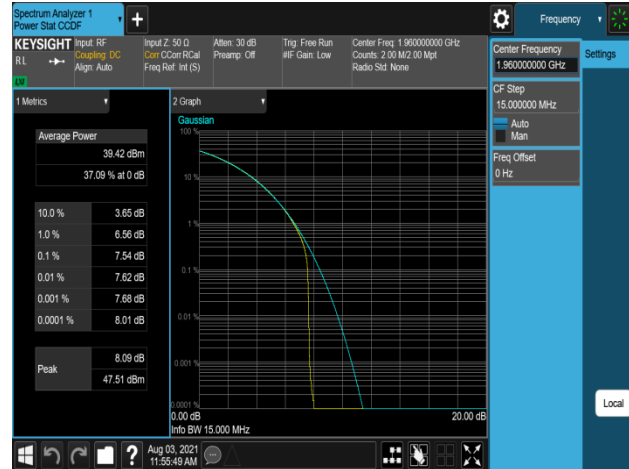 Spectrum Analyzer 1
Power Stat CCDF
Frequency
KEYSIGHT
RL
LW
Input: RF
Coupling: DC
Align: Auto
Input Z: 50 Ω
Corr CCorr RCal
Freq Ref: Int (S)
Atten: 30 dB
Preamp: Off
Trig: Free Run
#IF Gain: Low
Center Freq: 1.960000000 GHz
Counts: 2.00 M/2.00 Mpt
Radio Std: None
Center Frequency
1.960000000 GHz
Settings
CF Step
15.000000 MHz
Auto
Man
Freq Offset
0 Hz
1 Metrics
Average Power
39.42 dBm
37.09 % at 0 dB
10.0 % 3.65 dB
1.0 % 6.56 dB
0.1 % 7.54 dB
0.01 % 7.62 dB
0.001 % 7.68 dB
0.0001 % 8.01 dB
Peak
8.09 dB
47.51 dBm
2 Graph
Gaussian
100 %
10 %
1 %
0.1 %
0.01 %
0.001 %
0.0001 %
0.00 dB 20.00 dB
Info BW 15.000 MHz
Local
?
Aug 03, 2021
11:55:49 AM